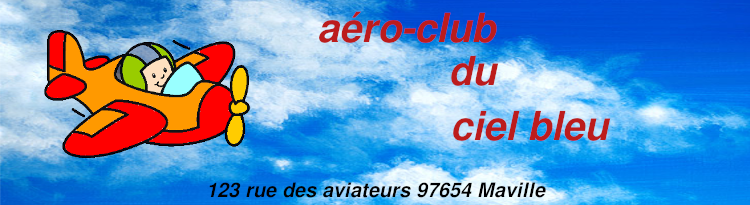 aéro-club
du
ciel bleu
123 rue des aviateurs 97654 Maville